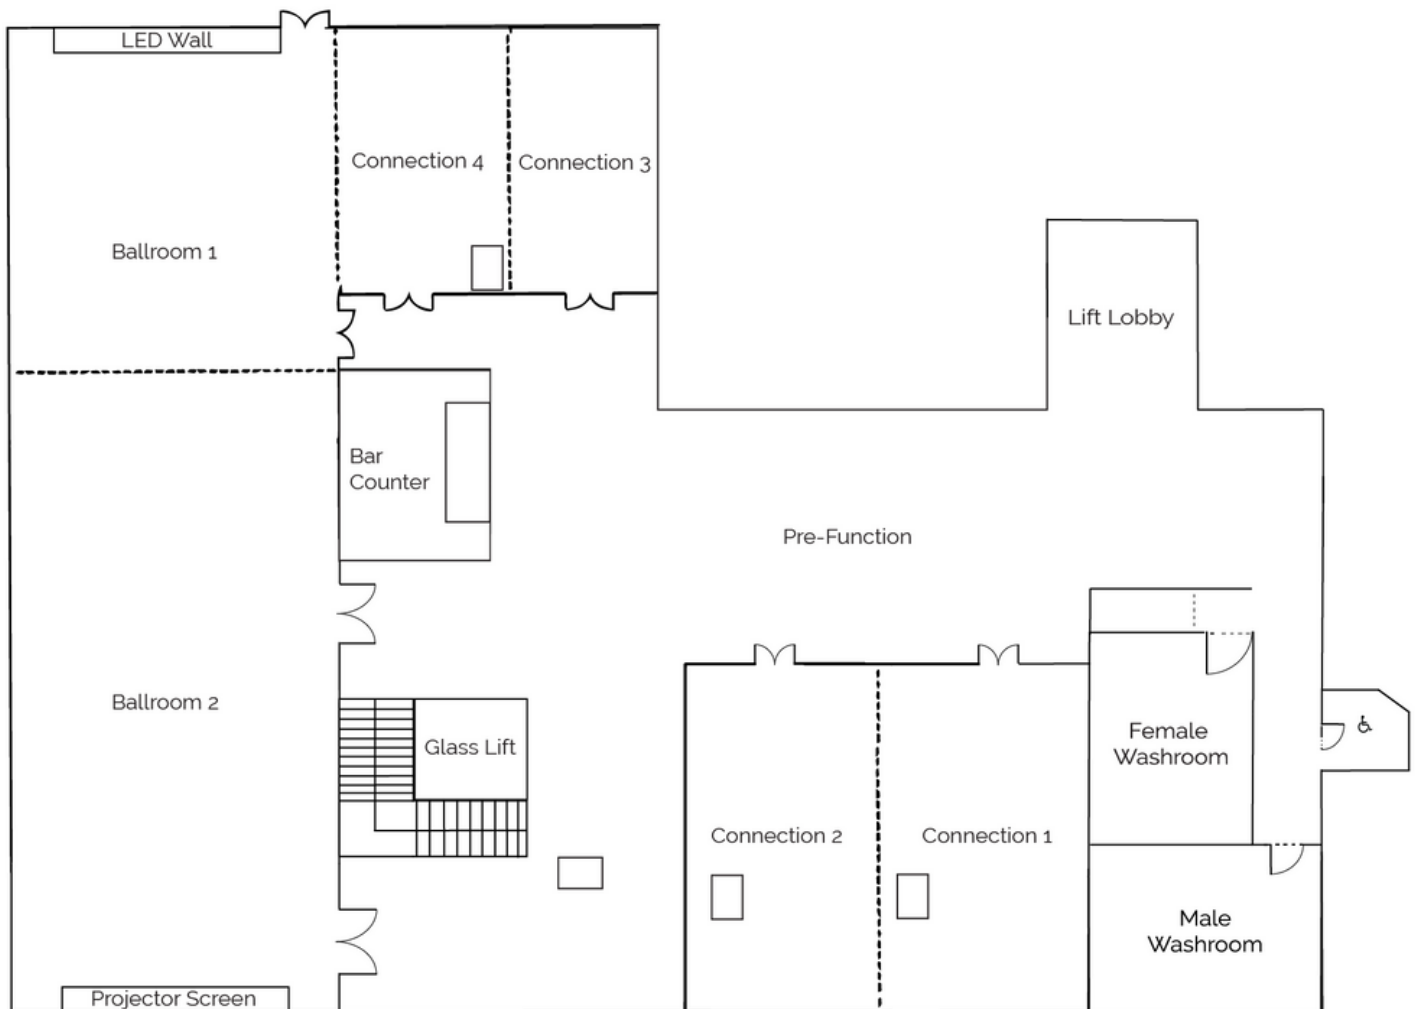 LED Wall
Connection 4
Connection 3
Ballroom 1
Lift Lobby
Bar
Counter
Pre-Function
Ballroom 2
Glass Lift
Female
Washroom
Connection 2
Connection 1
Male
Washroom
Projector Screen